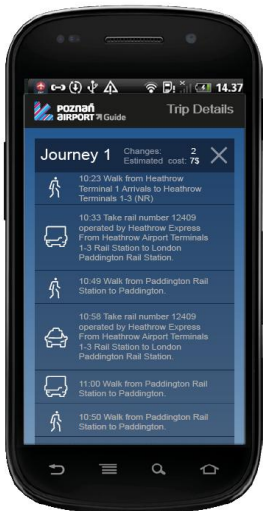 14.37
POZNAŃ
AIRPORT Guide
Trip Details
Journey 1
Changes: 2
Estimated cost: 7$
10:23 Walk from Heathrow
Terminal 1 Arrivals to Heathrow
Terminals 1-3 (NR)
10:33 Take rail number 12409
operated by Heathrow Express
From Heathrow Airport Terminals
1-3 Rail Station to London
Paddington Rail Station.
10:49 Walk from Paddington Rail
Station to Paddington.
10:58 Take rail number 12409
operated by Heathrow Express
From Heathrow Airport Terminals
1-3 Rail Station to London
Paddington Rail Station.
11:00 Walk from Paddington Rail
Station to Paddington.
10:50 Walk from Paddington Rail
Station to Paddington.